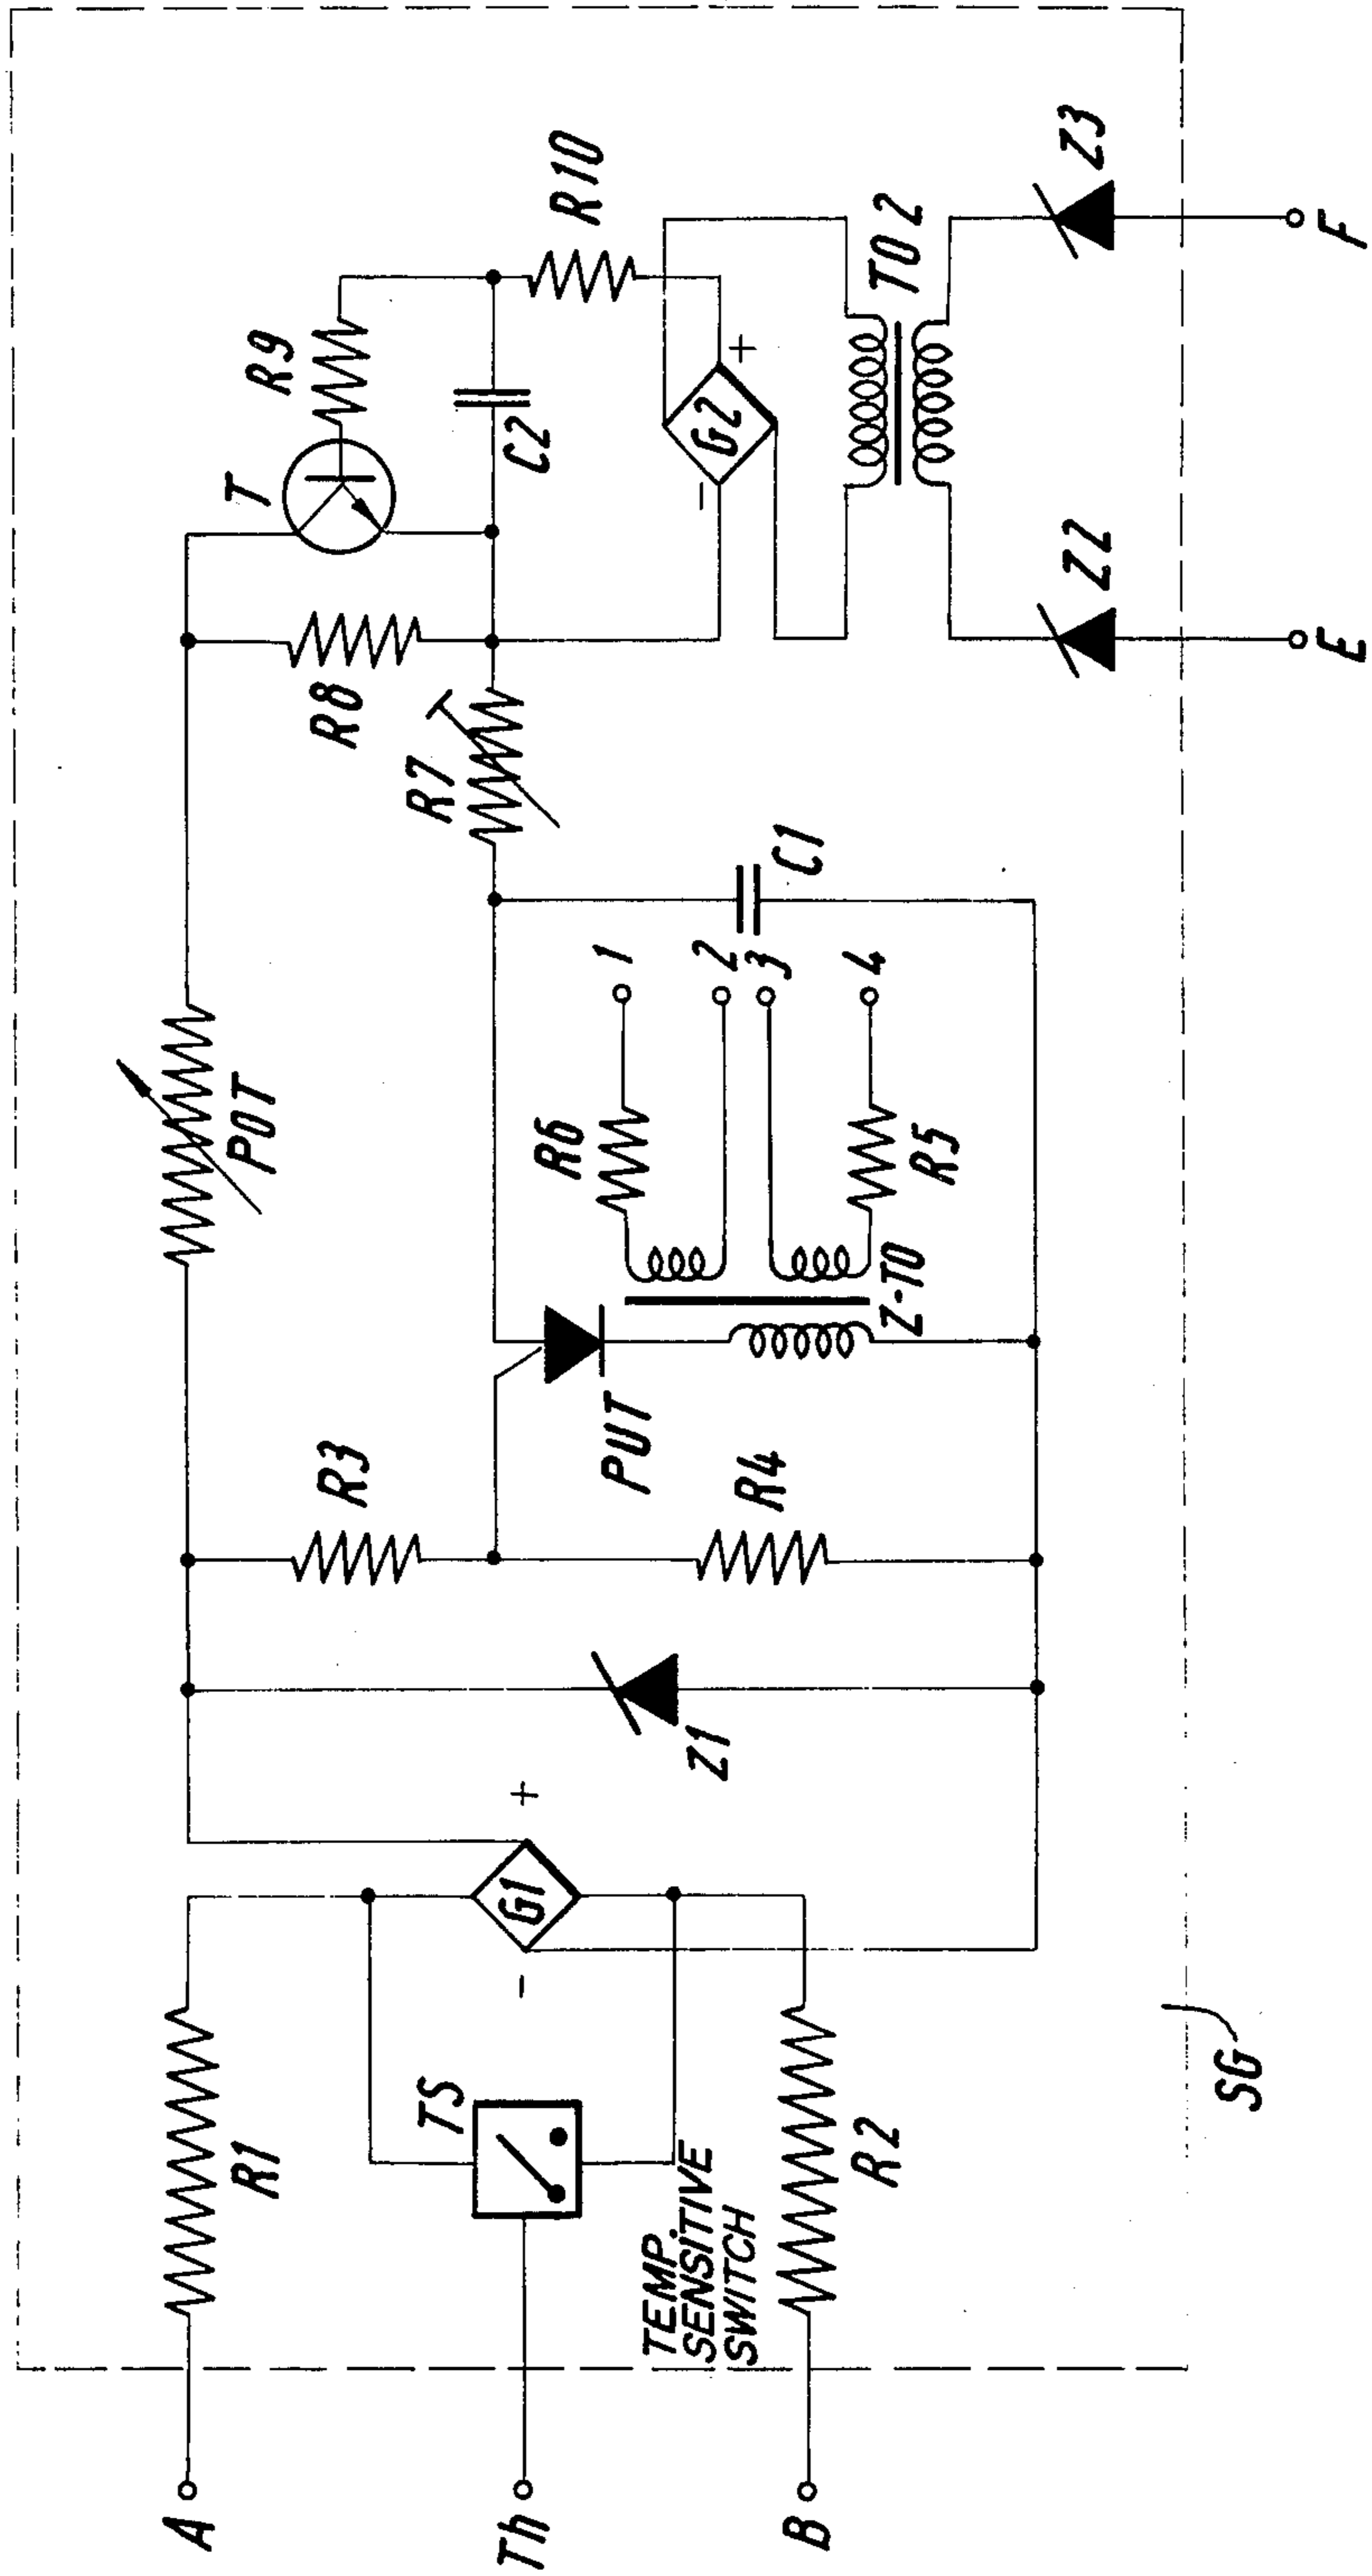 A
Th
B
R1
TS
TEMP.
SENSITIVE
SWITCH
R2
SG
-
G1
+
Z1
R3
R4
PUT
POT
Z-TO
R6
R5
1
2
3
4
C1
R7
R8
T
R9
C2
R10
-
G2
+
TO2
Z2
Z3
E
F